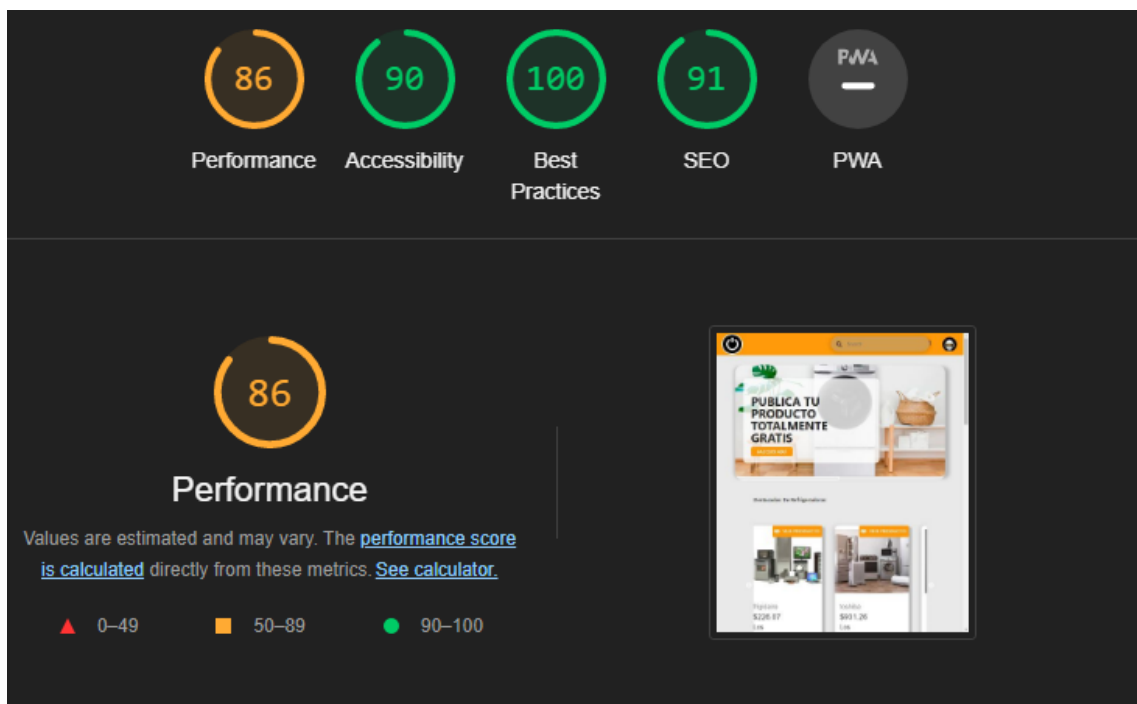 86
90
100
91
PWA
Performance
Accessibility
Best
Practices
SEO
PWA
86
Performance
Values are estimated and may vary. The performance score
is calculated directly from these metrics. See calculator.
0–49
50–89
90–100
PUBLICA TU
PRODUCTO
TOTALMENTE
GRATIS
$226.87
$931.26